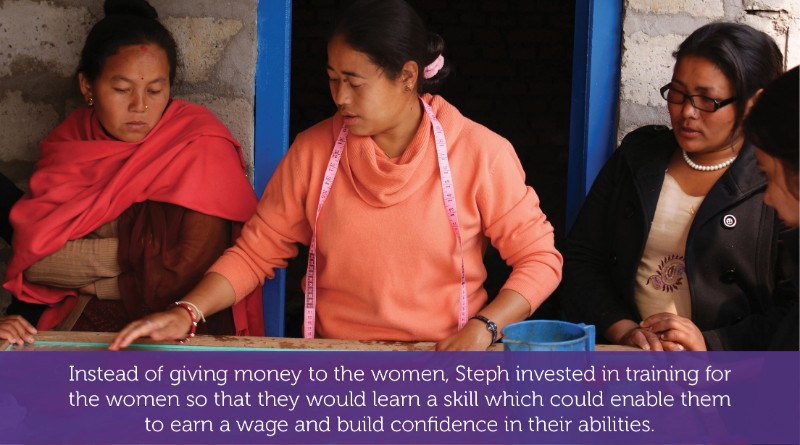 Instead of giving money to the women, Steph invested in training for
the women so that they would learn a skill which could enable them
to earn a wage and build confidence in their abilities.